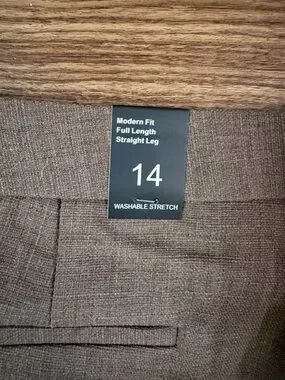 Modern Fit
Full Length
Straight Leg
14
WASHABLE STRETCH